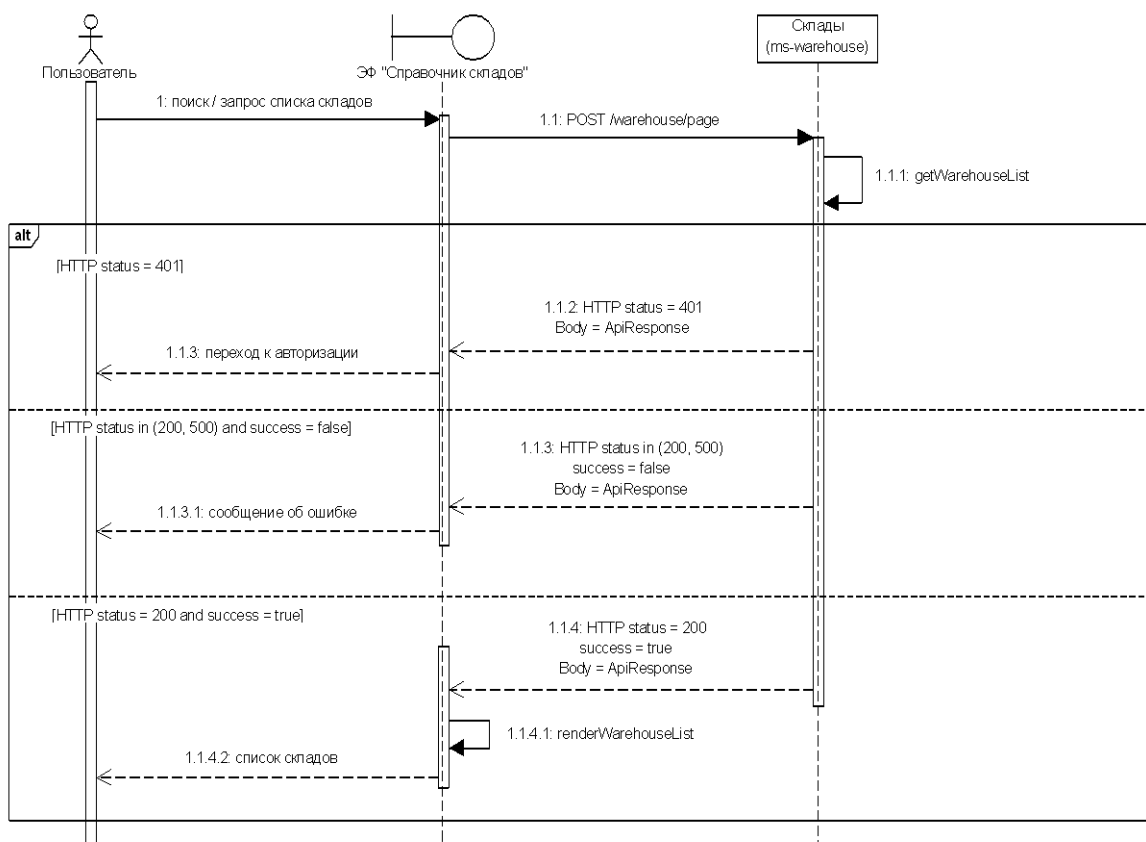 Склады
(ms-warehouse)
Пользователь
ЭФ "Справочник складов"
1: поиск / запрос списка складов
1.1: POST /warehouse/page
1.1.1: getWarehouseList
alt
[HTTP status = 401]
1.1.2: HTTP status = 401
Body = ApiResponse
1.1.3: переход к авторизации
[HTTP status in (200, 500) and success = false]
1.1.3: HTTP status in (200, 500)
success = false
Body = ApiResponse
1.1.3.1: сообщение об ошибке
[HTTP status = 200 and success = true]
1.1.4: HTTP status = 200
success = true
Body = ApiResponse
1.1.4.1: renderWarehouseList
1.1.4.2: список складов